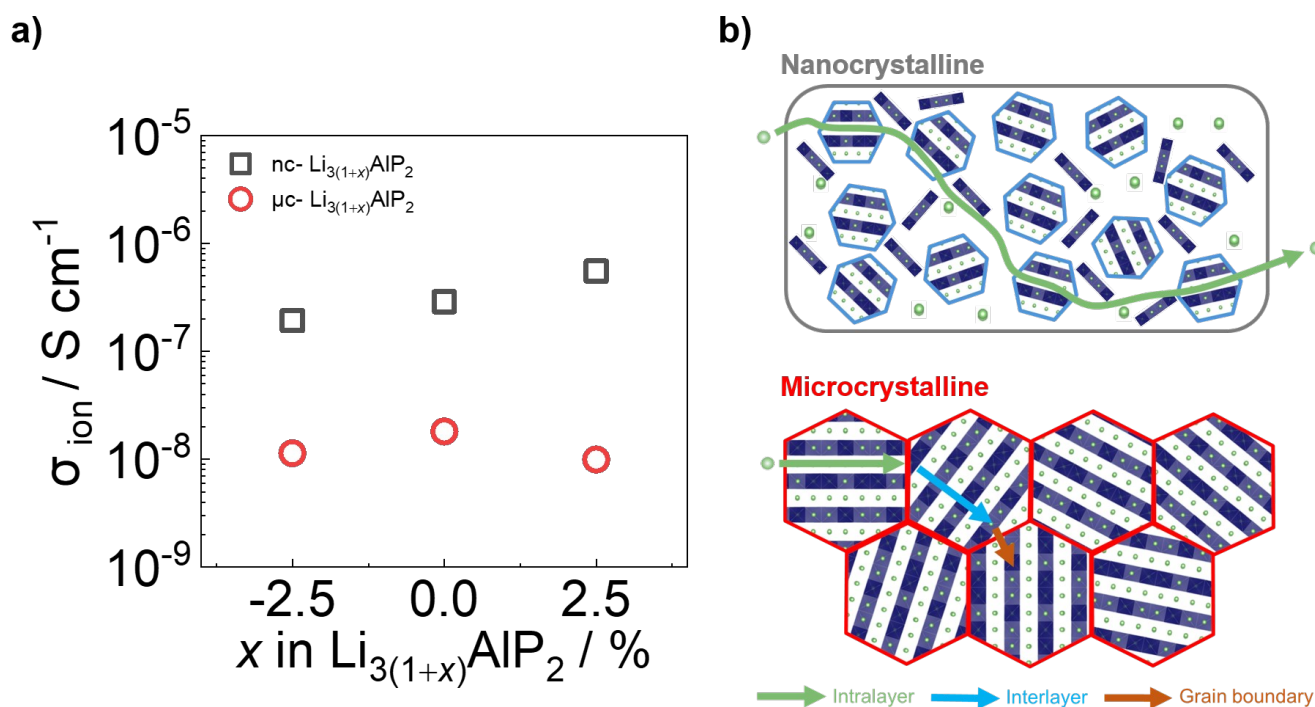 a)
10⁻⁵
10⁻⁶
10⁻⁷
10⁻⁸
10⁻⁹
σ_ion / S cm⁻¹
nc- Li₃₍₁₊ₓ₎AlP₂
μc- Li₃₍₁₊ₓ₎AlP₂
-2.5 0.0 2.5
x in Li₃₍₁₊ₓ₎AlP₂ / %
b)
Nanocrystalline
Microcrystalline
Intralayer Interlayer Grain boundary